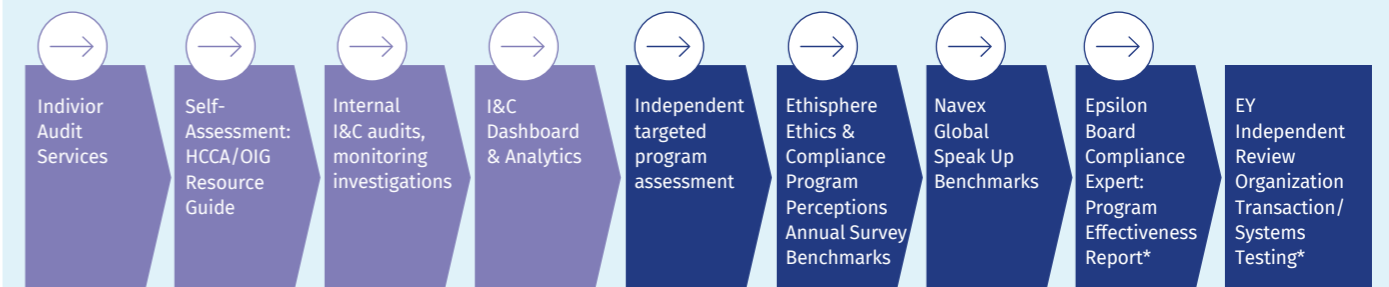 Indivior
Audit
Services
Self-
Assessment:
HCCA/OIG
Resource
Guide
Internal
I&C audits,
monitoring
investigations
I&C
Dashboard
& Analytics
Independent
targeted
program
assessment
Ethisphere
Ethics &
Compliance
Program
Perceptions
Annual Survey
Benchmarks
Navex
Global
Speak Up
Benchmarks
Epsilon
Board
Compliance
Expert:
Program
Effectiveness
Report*
EY
Independent
Review
Organization
Transaction/
Systems
Testing*